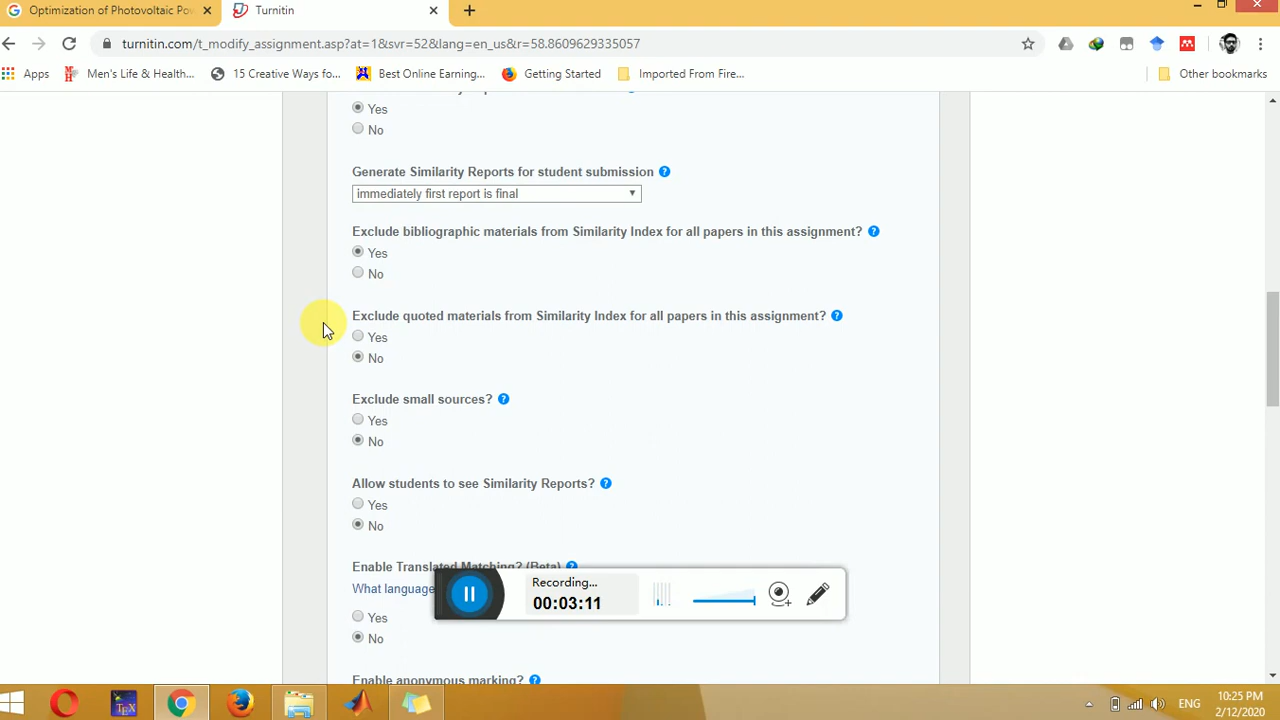 Optimization of Photovoltaic Pow
Turnitin
turnitin.com/t_modify_assignment.asp?at=1&svr=52&lang=en_us&r=58.8609629335057
Apps
Men's Life & Health...
15 Creative Ways fo...
Best Online Earning...
Getting Started
Imported From Fire...
Other bookmarks
Yes
No
Generate Similarity Reports for student submission ?
immediately first report is final
Exclude bibliographic materials from Similarity Index for all papers in this assignment? ?
Yes
No
Exclude quoted materials from Similarity Index for all papers in this assignment? ?
Yes
No
Exclude small sources? ?
Yes
No
Allow students to see Similarity Reports? ?
Yes
No
Enable Translated Matching? (Beta) ?
What language
Yes
No
Recording...
00:03:11
Enable anonymous marking? ?
TEX
ENG
10:25 PM
2/12/2020